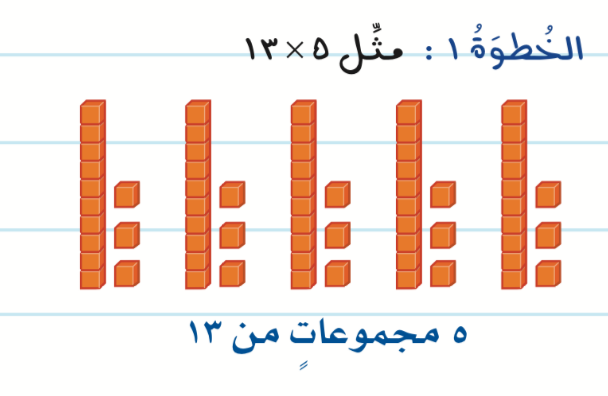 الخُطوَةُ ١ : مثِّل ٥ × ١٣
٥ مجموعاتٍ من ١٣